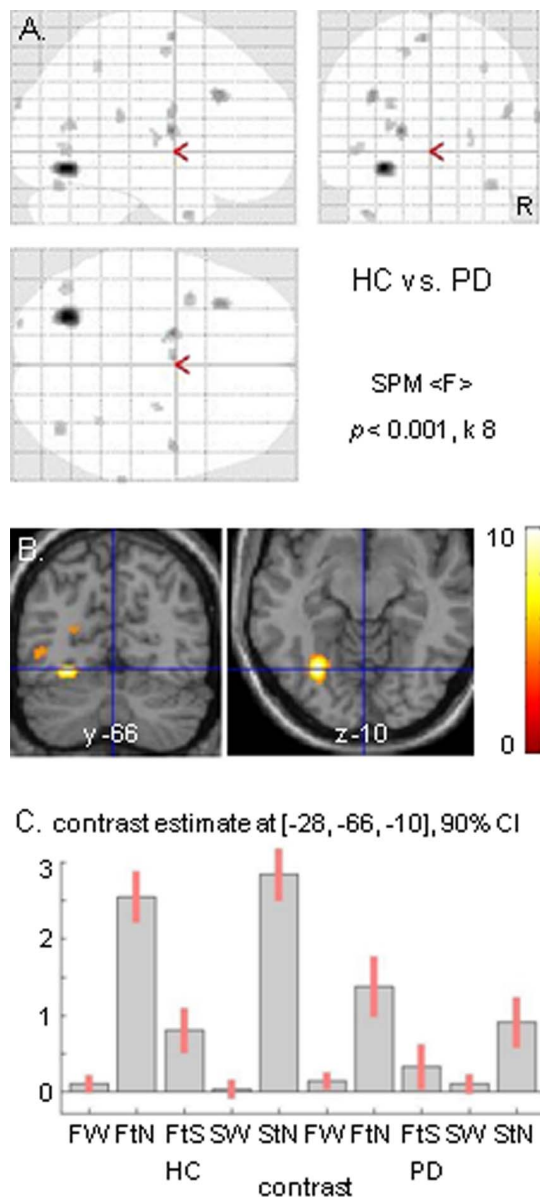 A.
R
HC vs. PD
SPM <F>
p < 0.001, k 8
B.
y -66
z -10
10
0
C. contrast estimate at [-28, -66, -10], 90% CI
3
2
1
0
FW FtN FtS SW StN FW FtN FtS SW StN
HC PD
contrast